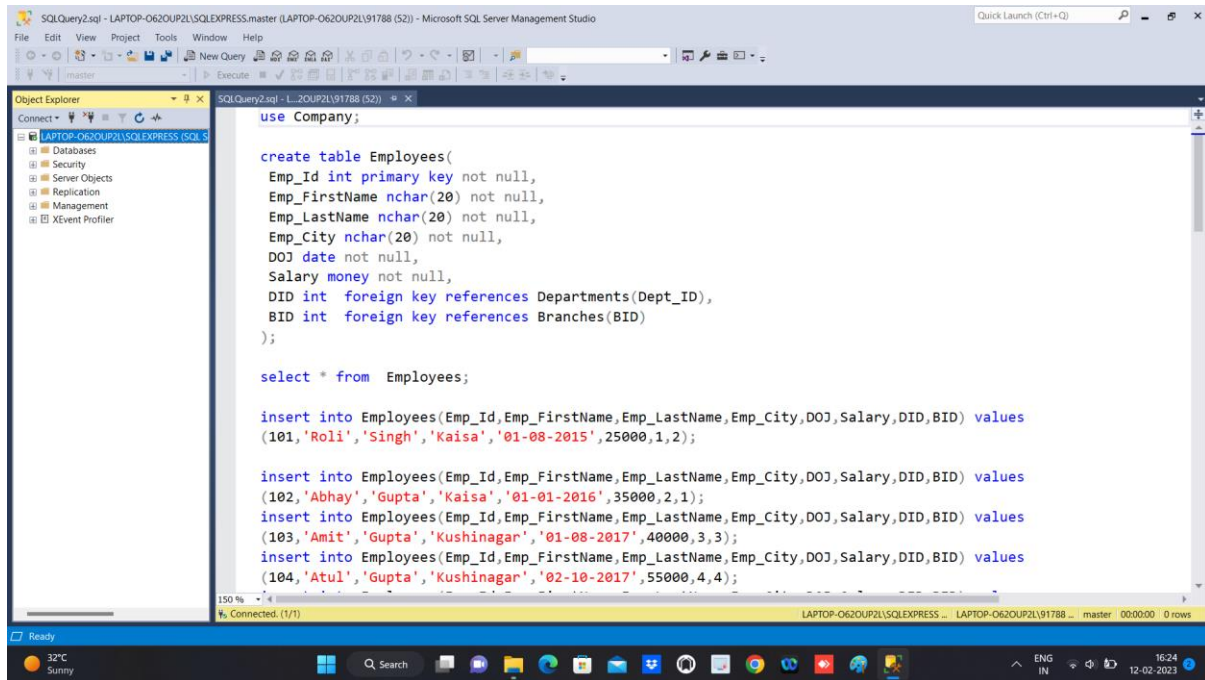 SQLQuery2.sql - LAPTOP-O62OUP2L\SQLEXPRESS.master (LAPTOP-O62OUP2L\91788 (52)) - Microsoft SQL Server Management Studio
Quick Launch (Ctrl+Q)
File Edit View Project Tools Window Help
New Query
master
Execute
Object Explorer
SQLQuery2.sql - L...2OUP2L\91788 (52))
Connect
LAPTOP-O62OUP2L\SQLEXPRESS (SQL S
Databases
Security
Server Objects
Replication
Management
XEvent Profiler
use Company;
create table Employees(
Emp_Id int primary key not null,
Emp_FirstName nchar(20) not null,
Emp_LastName nchar(20) not null,
Emp_City nchar(20) not null,
DOJ date not null,
Salary money not null,
DID int  foreign key references Departments(Dept_ID),
BID int  foreign key references Branches(BID)
);
select * from  Employees;
insert into Employees(Emp_Id,Emp_FirstName,Emp_LastName,Emp_City,DOJ,Salary,DID,BID) values
(101,'Roli','Singh','Kaisa','01-08-2015',25000,1,2);
insert into Employees(Emp_Id,Emp_FirstName,Emp_LastName,Emp_City,DOJ,Salary,DID,BID) values
(102,'Abhay','Gupta','Kaisa','01-01-2016',35000,2,1);
insert into Employees(Emp_Id,Emp_FirstName,Emp_LastName,Emp_City,DOJ,Salary,DID,BID) values
(103,'Amit','Gupta','Kushinagar','01-08-2017',40000,3,3);
insert into Employees(Emp_Id,Emp_FirstName,Emp_LastName,Emp_City,DOJ,Salary,DID,BID) values
(104,'Atul','Gupta','Kushinagar','02-10-2017',55000,4,4);
150 %
Connected. (1/1)
LAPTOP-O62OUP2L\SQLEXPRESS ... LAPTOP-O62OUP2L\91788 ... master 00:00:00 0 rows
Ready
32°C
Sunny
Search
ENG
IN
16:24
12-02-2023